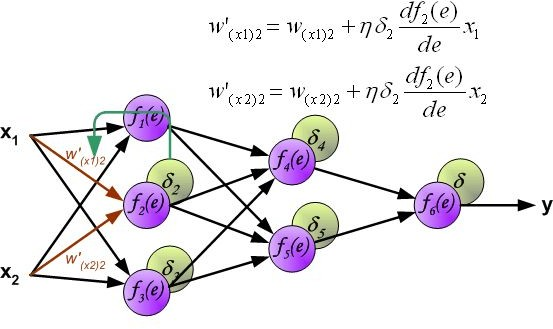 w'(x1)2 = w(x1)2 + ηδ2 df2(e)/de x1
w'(x2)2 = w(x2)2 + ηδ2 df2(e)/de x2
f1(e)
x1
w'(x1)2
δ4
f4(e)
δ2
f2(e)
δ
f6(e)
y
δ5
f5(e)
w'(x2)2
x2
δ3
f3(e)